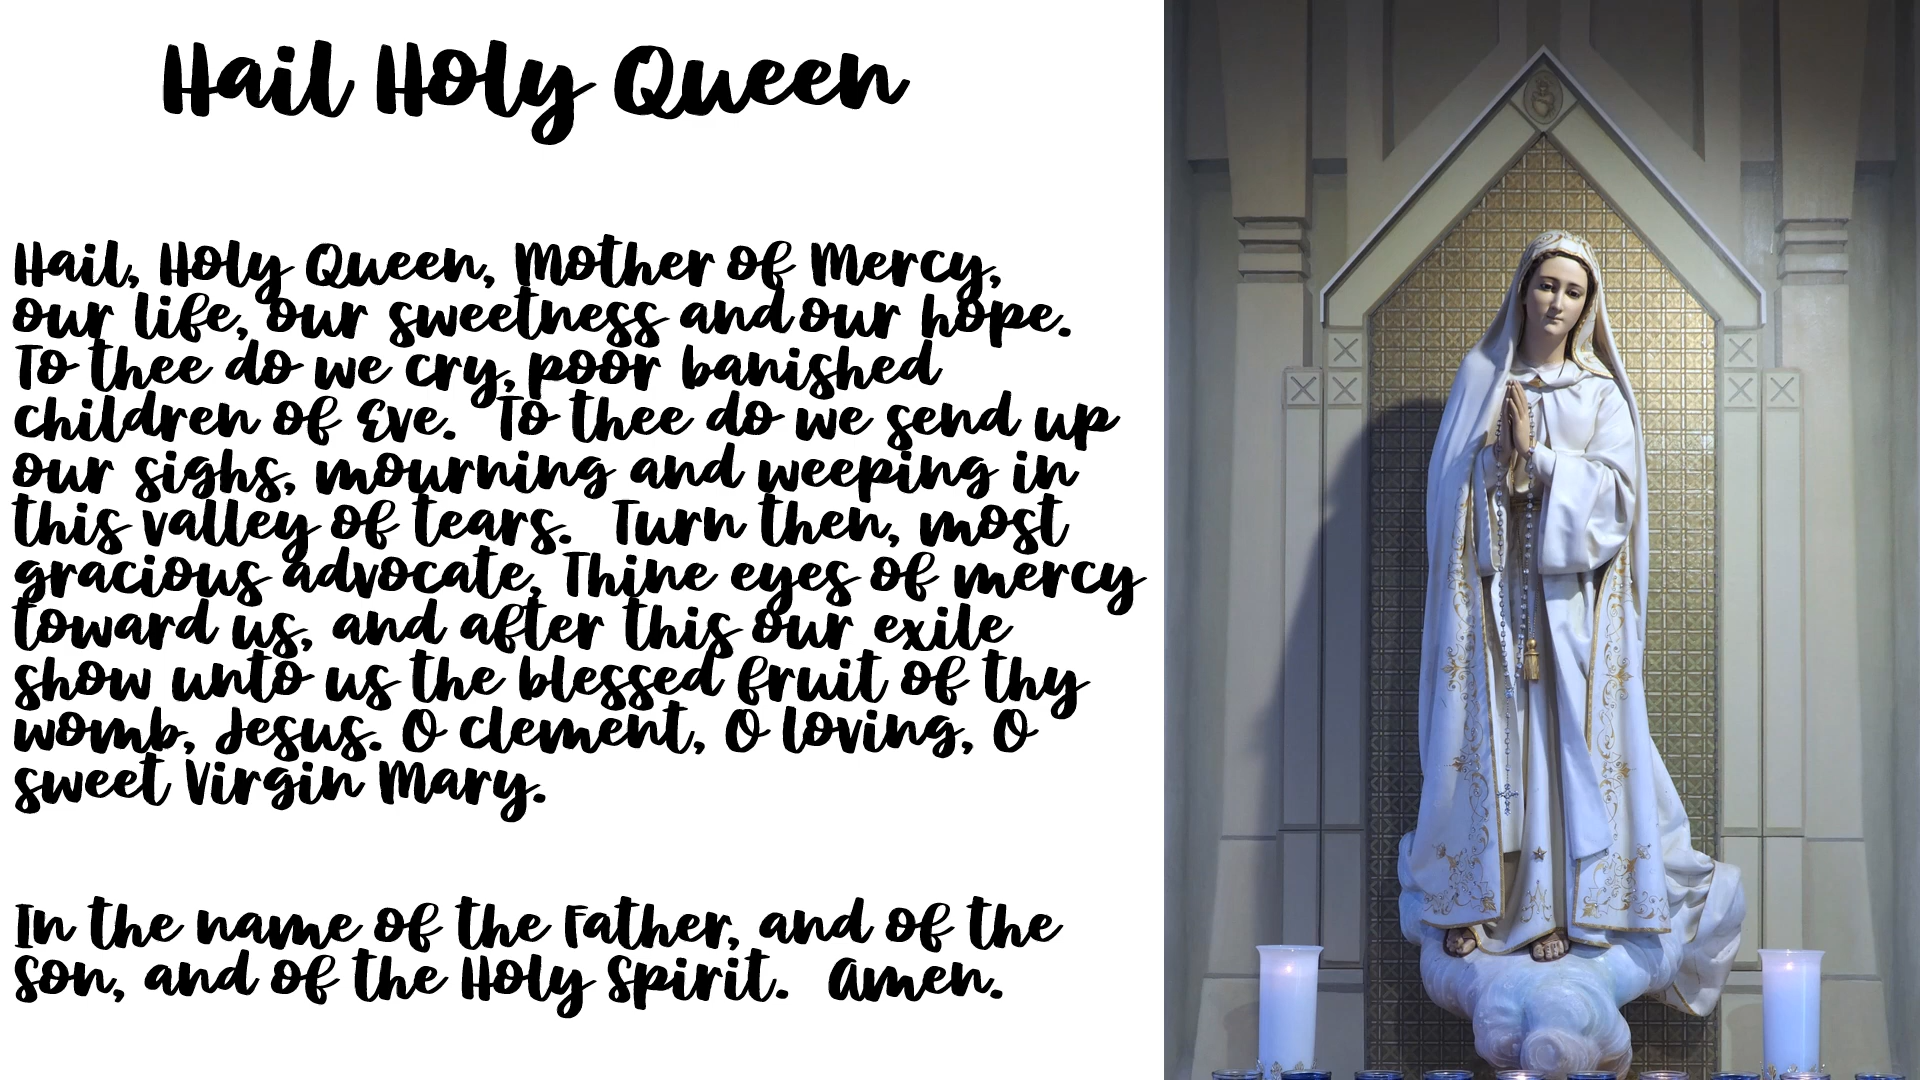 Hail Holy Queen
Hail, Holy Queen, Mother of Mercy,
our life, our sweetness and our hope.
To thee do we cry, poor banished
children of Eve. To thee do we send up
our sighs, mourning and weeping in
this valley of tears. Turn then, most
gracious advocate, Thine eyes of mercy
toward us, and after this our exile
show unto us the blessed fruit of thy
womb, Jesus. O clement, O loving, O
sweet Virgin Mary.
In the name of the Father, and of the
Son, and of the Holy Spirit. Amen.